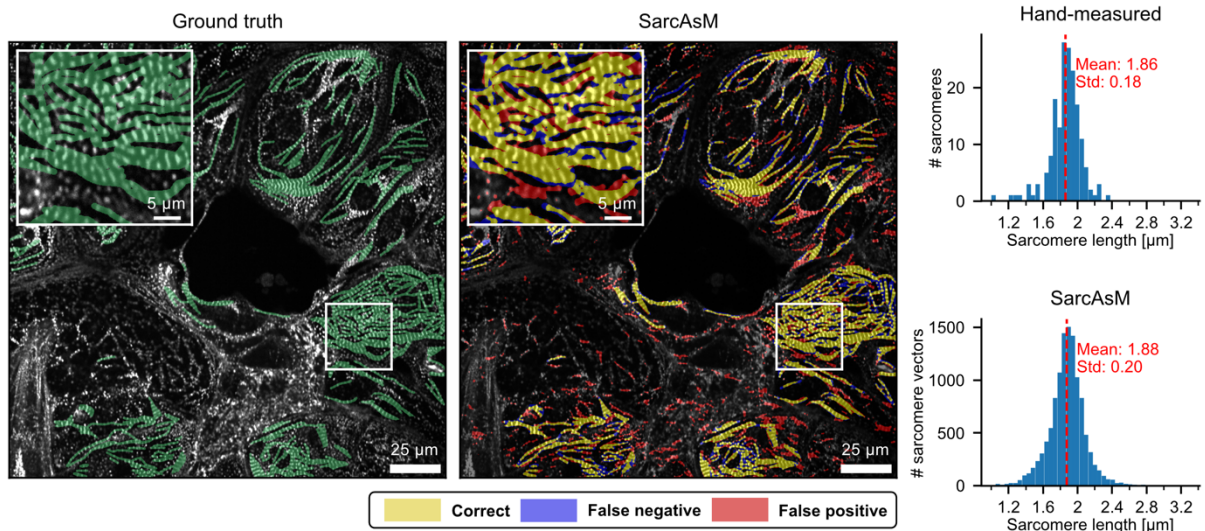 Ground truth
5 µm
25 µm
SarcAsM
5 µm
25 µm
Correct
False negative
False positive
Hand-measured
# sarcomeres
20
10
0
Mean: 1.86
Std: 0.18
1.2 1.6 2 2.4 2.8 3.2
Sarcomere length [µm]
SarcAsM
# sarcomere vectors
1500
1000
500
0
Mean: 1.88
Std: 0.20
1.2 1.6 2 2.4 2.8 3.2
Sarcomere length [µm]